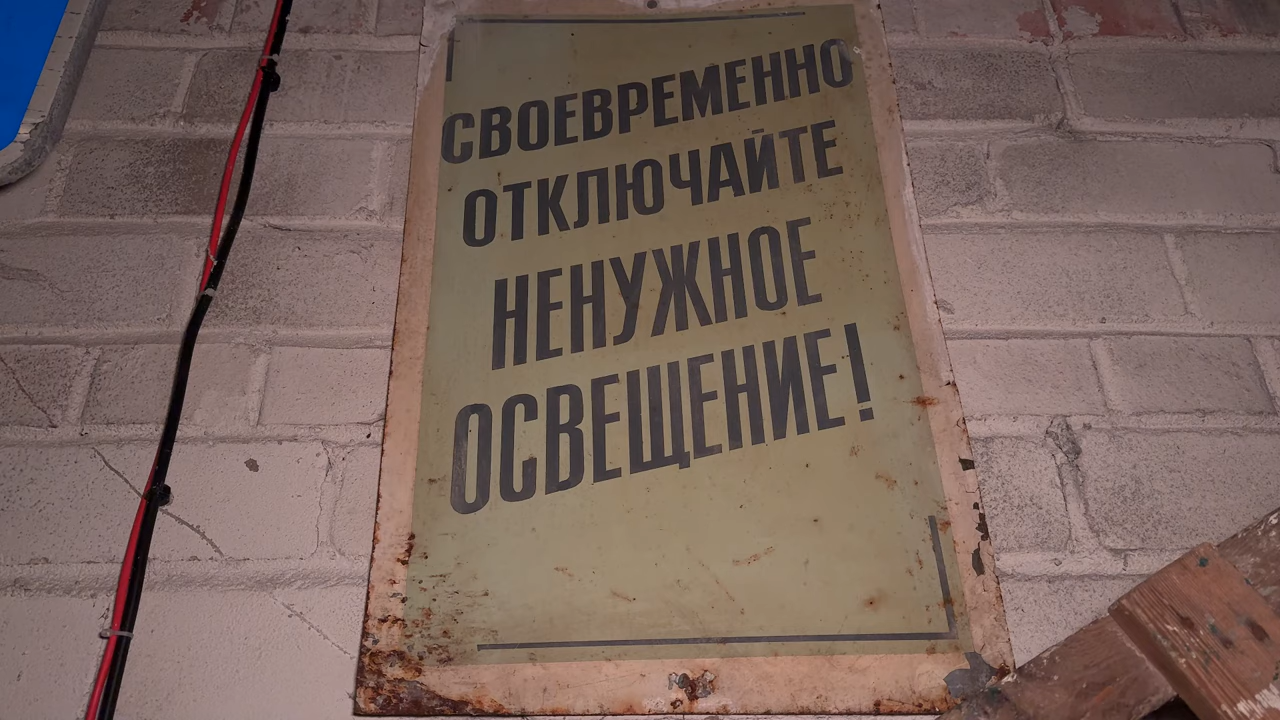 СВОЕВРЕМЕННО
ОТКЛЮЧАЙТЕ
НЕНУЖНОЕ
ОСВЕЩЕНИЕ!